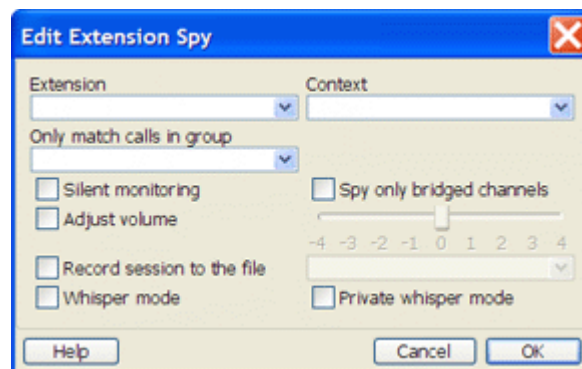 Edit Extension Spy
Extension Context
Only match calls in group
Silent monitoring Spy only bridged channels
Adjust volume
-4 -3 -2 -1 0 1 2 3 4
Record session to the file
Whisper mode Private whisper mode
Help Cancel OK